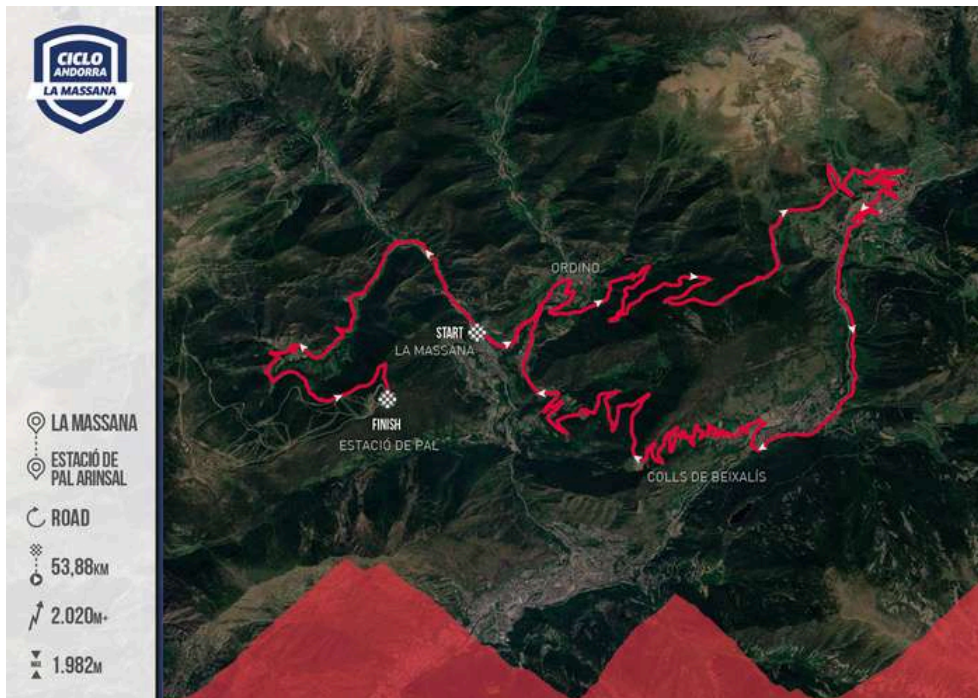 CICLO
ANDORRA
LA MASSANA
LA MASSANA
ESTACIÓ DE
PAL ARINSAL
ROAD
53,88KM
2.020M+
MAX
1.982M
ORDINO
START
LA MASSANA
FINISH
ESTACIÓ DE PAL
COLLS DE BEIXALÍS